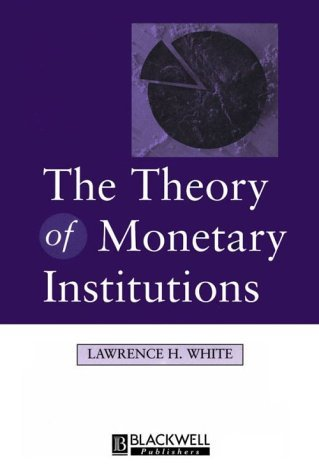 The Theory
of Monetary
Institutions
LAWRENCE H. WHITE
B BLACKWELL
Publishers